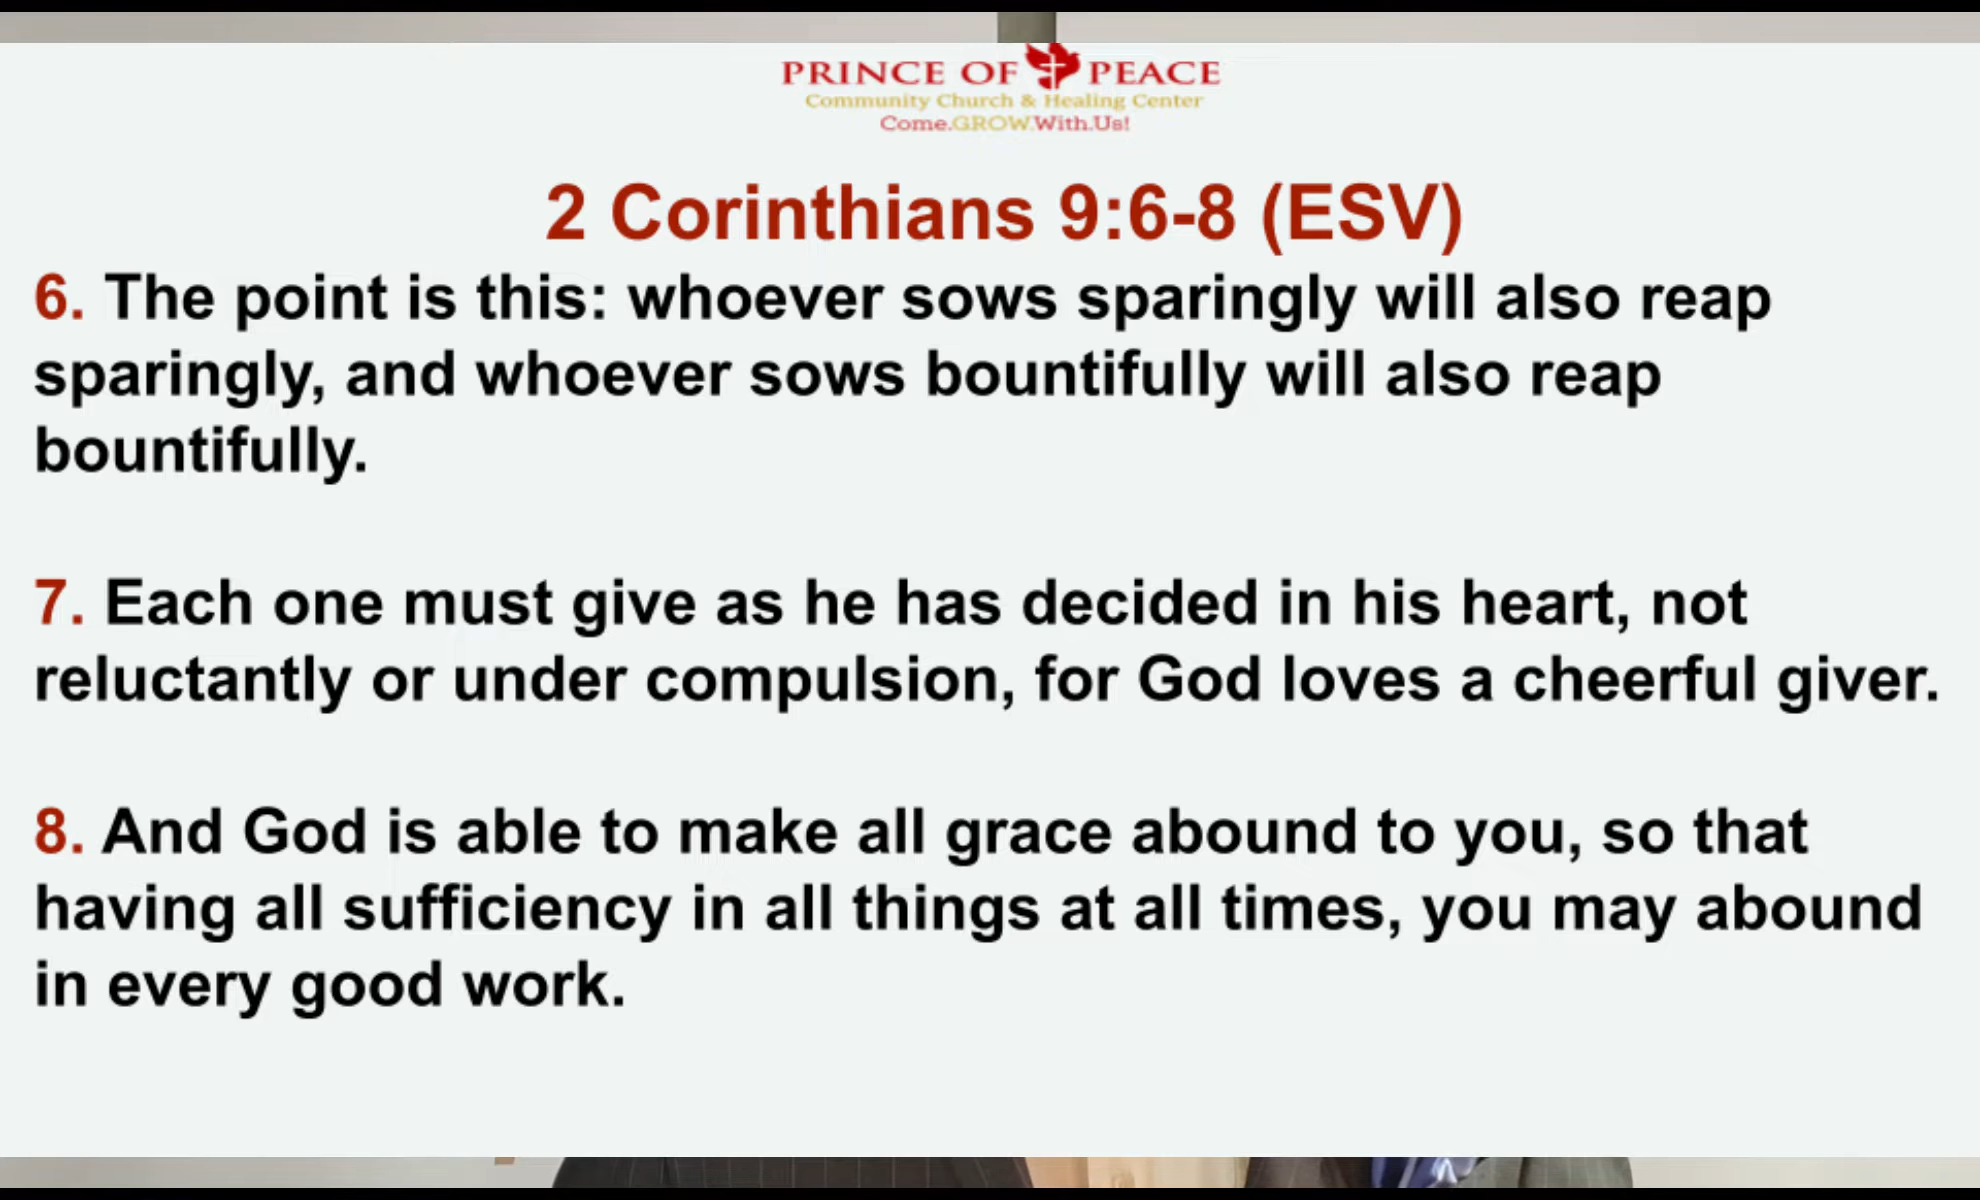 PRINCE OF PEACE
Community Church & Healing Center
Come.GROW.With.Us!
2 Corinthians 9:6-8 (ESV)
6. The point is this: whoever sows sparingly will also reap
sparingly, and whoever sows bountifully will also reap
bountifully.
7. Each one must give as he has decided in his heart, not
reluctantly or under compulsion, for God loves a cheerful giver.
8. And God is able to make all grace abound to you, so that
having all sufficiency in all things at all times, you may abound
in every good work.